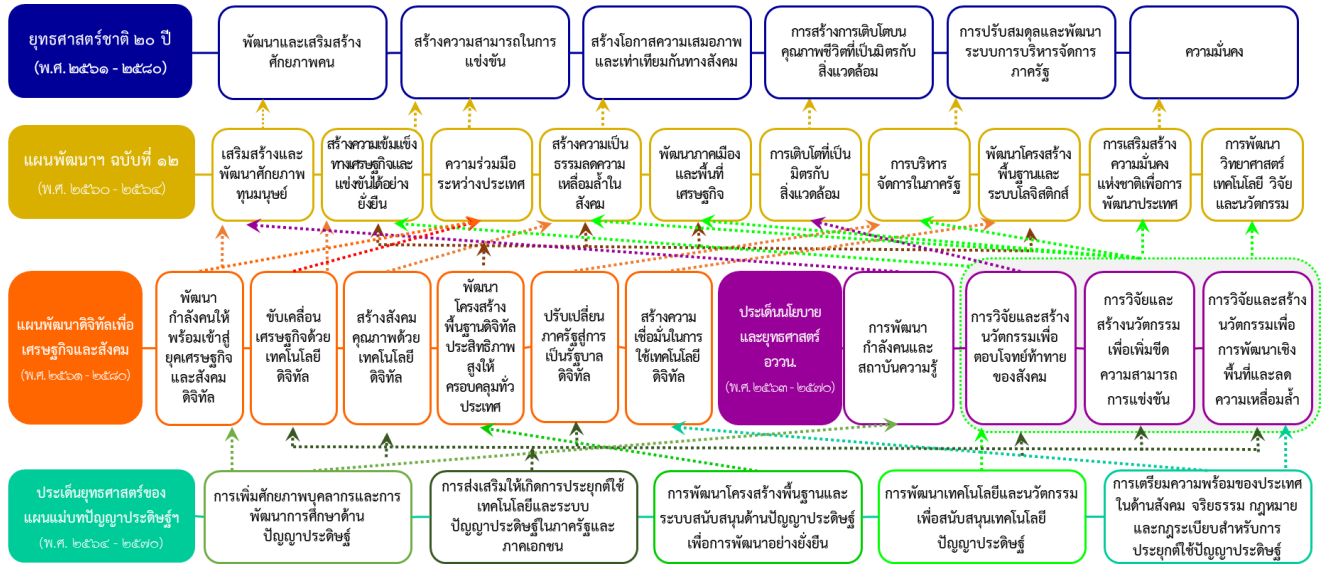 ยุทธศาสตร์ชาติ ๒๐ ปี
(พ.ศ. ๒๕๖๑ - ๒๕๘๐)
พัฒนาและเสริมสร้าง
ศักยภาพคน
สร้างความสามารถในการ
แข่งขัน
สร้างโอกาสความเสมอภาพ
และเท่าเทียมกันทางสังคม
การสร้างการเติบโตบน
คุณภาพชีวิตที่เป็นมิตรกับ
สิ่งแวดล้อม
การปรับสมดุลและพัฒนา
ระบบการบริหารจัดการ
ภาครัฐ
ความมั่นคง
แผนพัฒนาฯ ฉบับที่ ๑๒
(พ.ศ. ๒๕๖๐ - ๒๕๖๔)
เสริมสร้างและ
พัฒนาศักยภาพ
ทุนมนุษย์
สร้างความเข้มแข็ง
ทางเศรษฐกิจและ
แข่งขันได้อย่าง
ยั่งยืน
ความร่วมมือ
ระหว่างประเทศ
สร้างความเป็น
ธรรมลดความ
เหลื่อมล้ำใน
สังคม
พัฒนาภาคเมือง
และพื้นที่
เศรษฐกิจ
การเติบโตที่เป็น
มิตรกับ
สิ่งแวดล้อม
การบริหาร
จัดการในภาครัฐ
พัฒนาโครงสร้าง
พื้นฐานและ
ระบบโลจิสติกส์
การเสริมสร้าง
ความมั่นคง
แห่งชาติเพื่อการ
พัฒนาประเทศ
การพัฒนา
วิทยาศาสตร์
เทคโนโลยี วิจัย
และนวัตกรรม
แผนพัฒนาดิจิทัลเพื่อ
เศรษฐกิจและสังคม
(พ.ศ. ๒๕๖๑ - ๒๕๘๐)
พัฒนา
กำลังคนให้
พร้อมเข้าสู่
ยุคเศรษฐกิจ
และสังคม
ดิจิทัล
ขับเคลื่อน
เศรษฐกิจด้วย
เทคโนโลยี
ดิจิทัล
สร้างสังคม
คุณภาพด้วย
เทคโนโลยี
ดิจิทัล
พัฒนา
โครงสร้าง
พื้นฐานดิจิทัล
ประสิทธิภาพ
สูงให้
ครอบคลุมทั่ว
ประเทศ
ปรับเปลี่ยน
ภาครัฐสู่การ
เป็นรัฐบาล
ดิจิทัล
สร้างความ
เชื่อมั่นในการ
ใช้เทคโนโลยี
ดิจิทัล
ประเด็นนโยบาย
และยุทธศาสตร์
อววน.
(พ.ศ. ๒๕๖๓ - ๒๕๗๐)
การพัฒนา
กำลังคนและ
สถาบันความรู้
การวิจัยและสร้าง
นวัตกรรมเพื่อ
ตอบโจทย์ท้าทาย
ของสังคม
การวิจัยและ
สร้างนวัตกรรม
เพื่อเพิ่มขีด
ความสามารถ
การแข่งขัน
การวิจัยและสร้าง
นวัตกรรมเพื่อ
การพัฒนาเชิง
พื้นที่และลด
ความเหลื่อมล้ำ
ประเด็นยุทธศาสตร์ของ
แผนแม่บทปัญญาประดิษฐ์ฯ
(พ.ศ. ๒๕๖๔ - ๒๕๗๐)
การเพิ่มศักยภาพบุคลากรและการ
พัฒนาการศึกษาด้าน
ปัญญาประดิษฐ์
การส่งเสริมให้เกิดการประยุกต์ใช้
เทคโนโลยีและระบบ
ปัญญาประดิษฐ์ในภาครัฐและ
ภาคเอกชน
การพัฒนาโครงสร้างพื้นฐานและ
ระบบสนับสนุนด้านปัญญาประดิษฐ์
เพื่อการพัฒนาอย่างยั่งยืน
การพัฒนาเทคโนโลยีและนวัตกรรม
เพื่อสนับสนุนเทคโนโลยี
ปัญญาประดิษฐ์
การเตรียมความพร้อมของประเทศ
ในด้านสังคม จริยธรรม กฎหมาย
และกฎระเบียบสำหรับการ
ประยุกต์ใช้ปัญญาประดิษฐ์